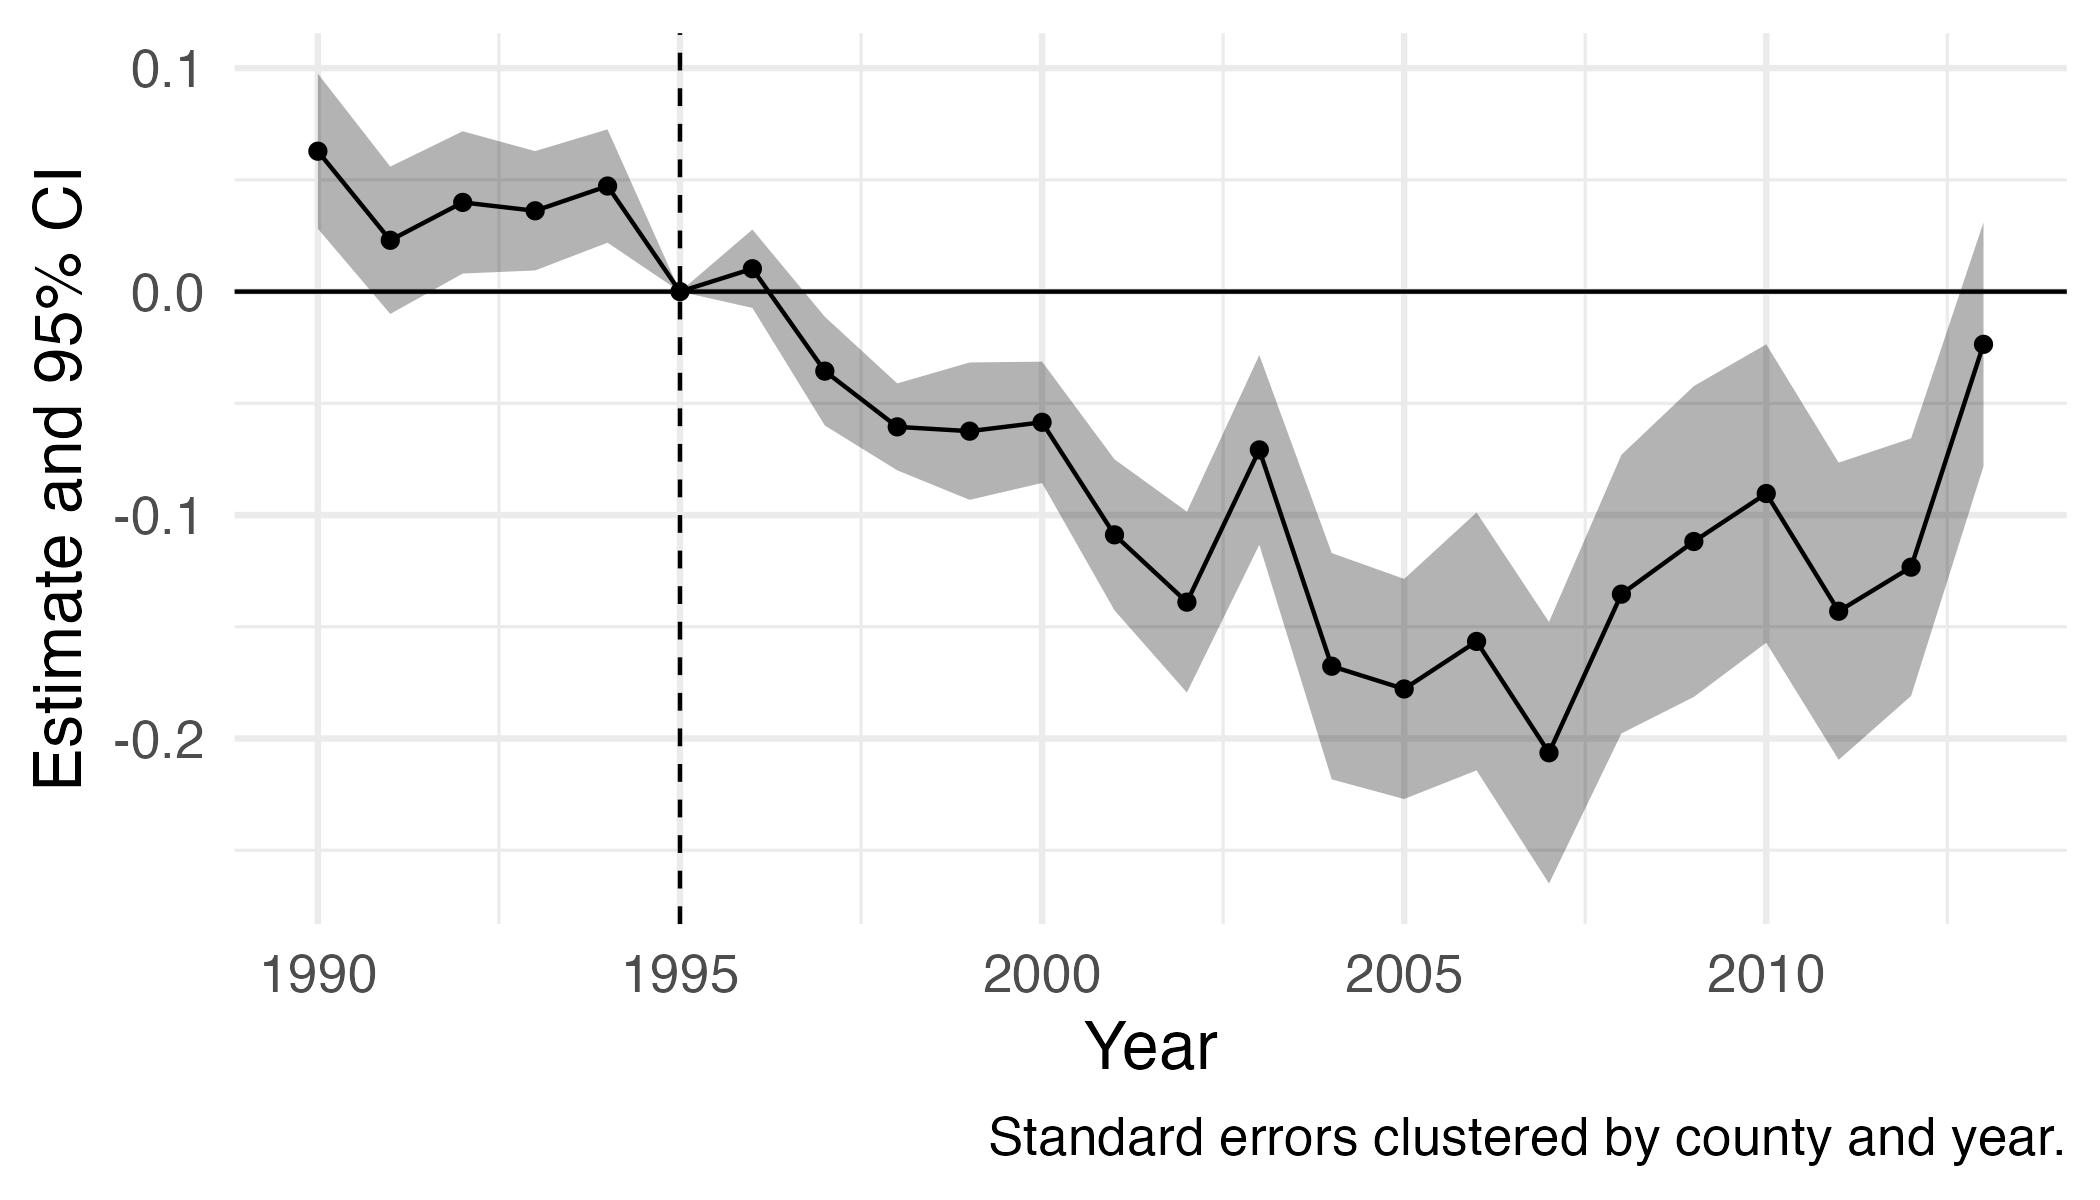 Estimate and 95% CI
0.1
0.0
-0.1
-0.2
1990 1995 2000 2005 2010
Year
Standard errors clustered by county and year.